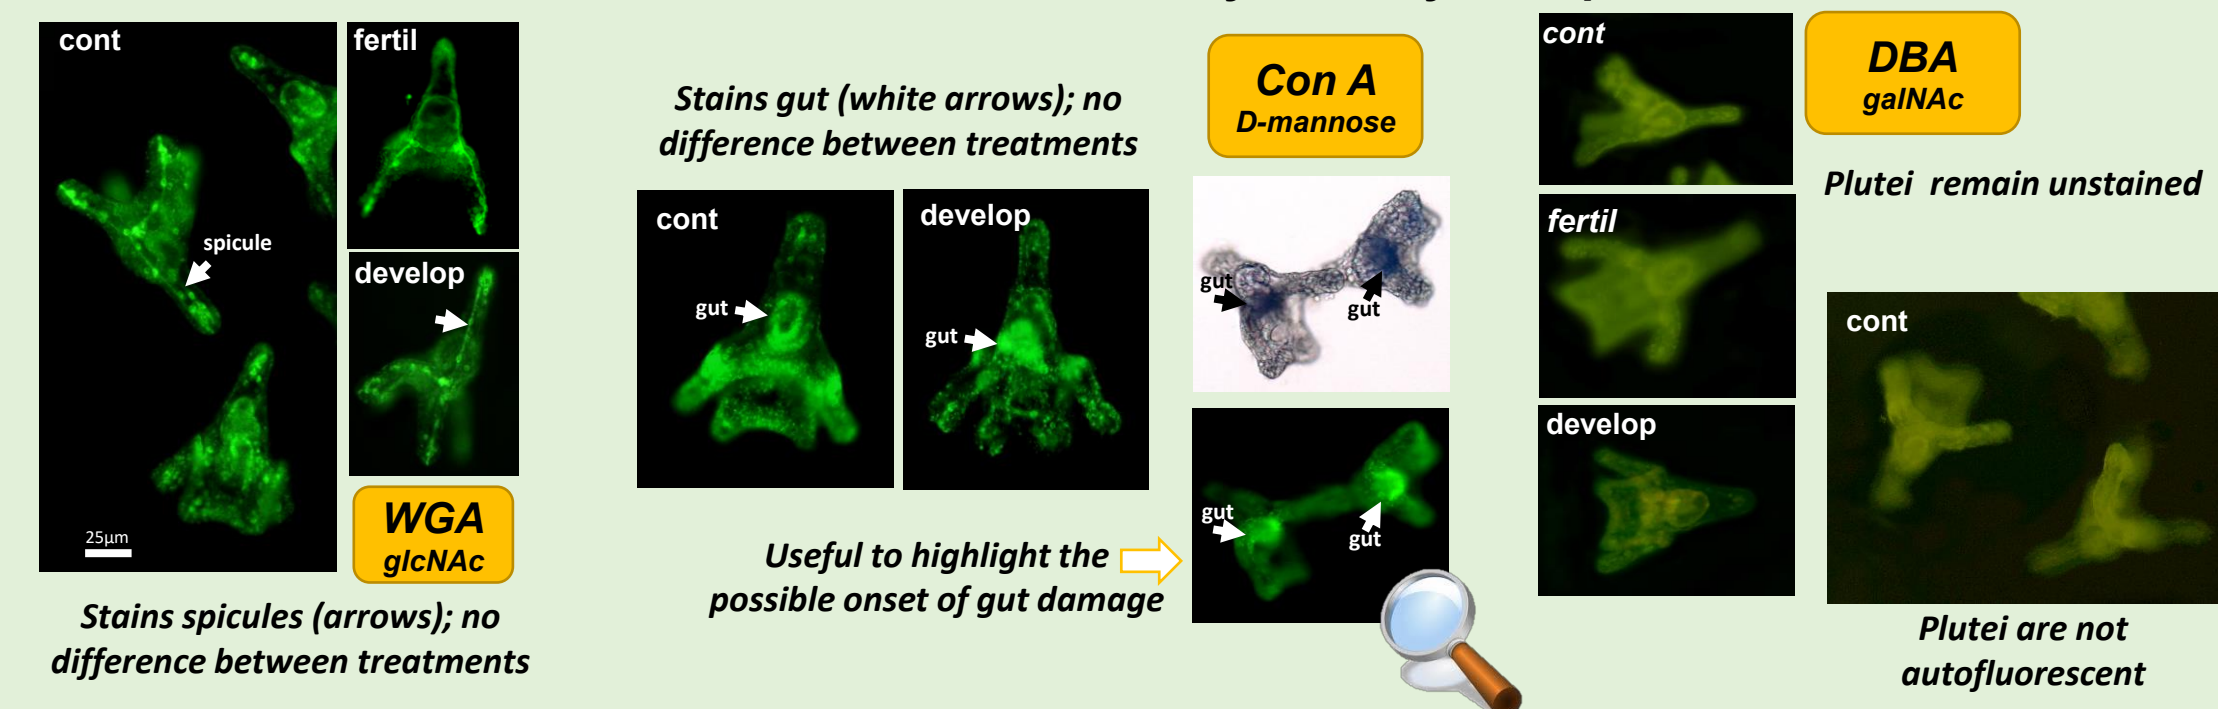 cont
fertil
spicule
develop
25µm
WGA
glcNAc
Stains spicules (arrows); no
difference between treatments
Stains gut (white arrows); no
difference between treatments
cont
gut
develop
gut
Useful to highlight the
possible onset of gut damage
Con A
D-mannose
gut
gut
gut
gut
cont
fertil
develop
DBA
galNAc
Plutei remain unstained
cont
Plutei are not
autofluorescent